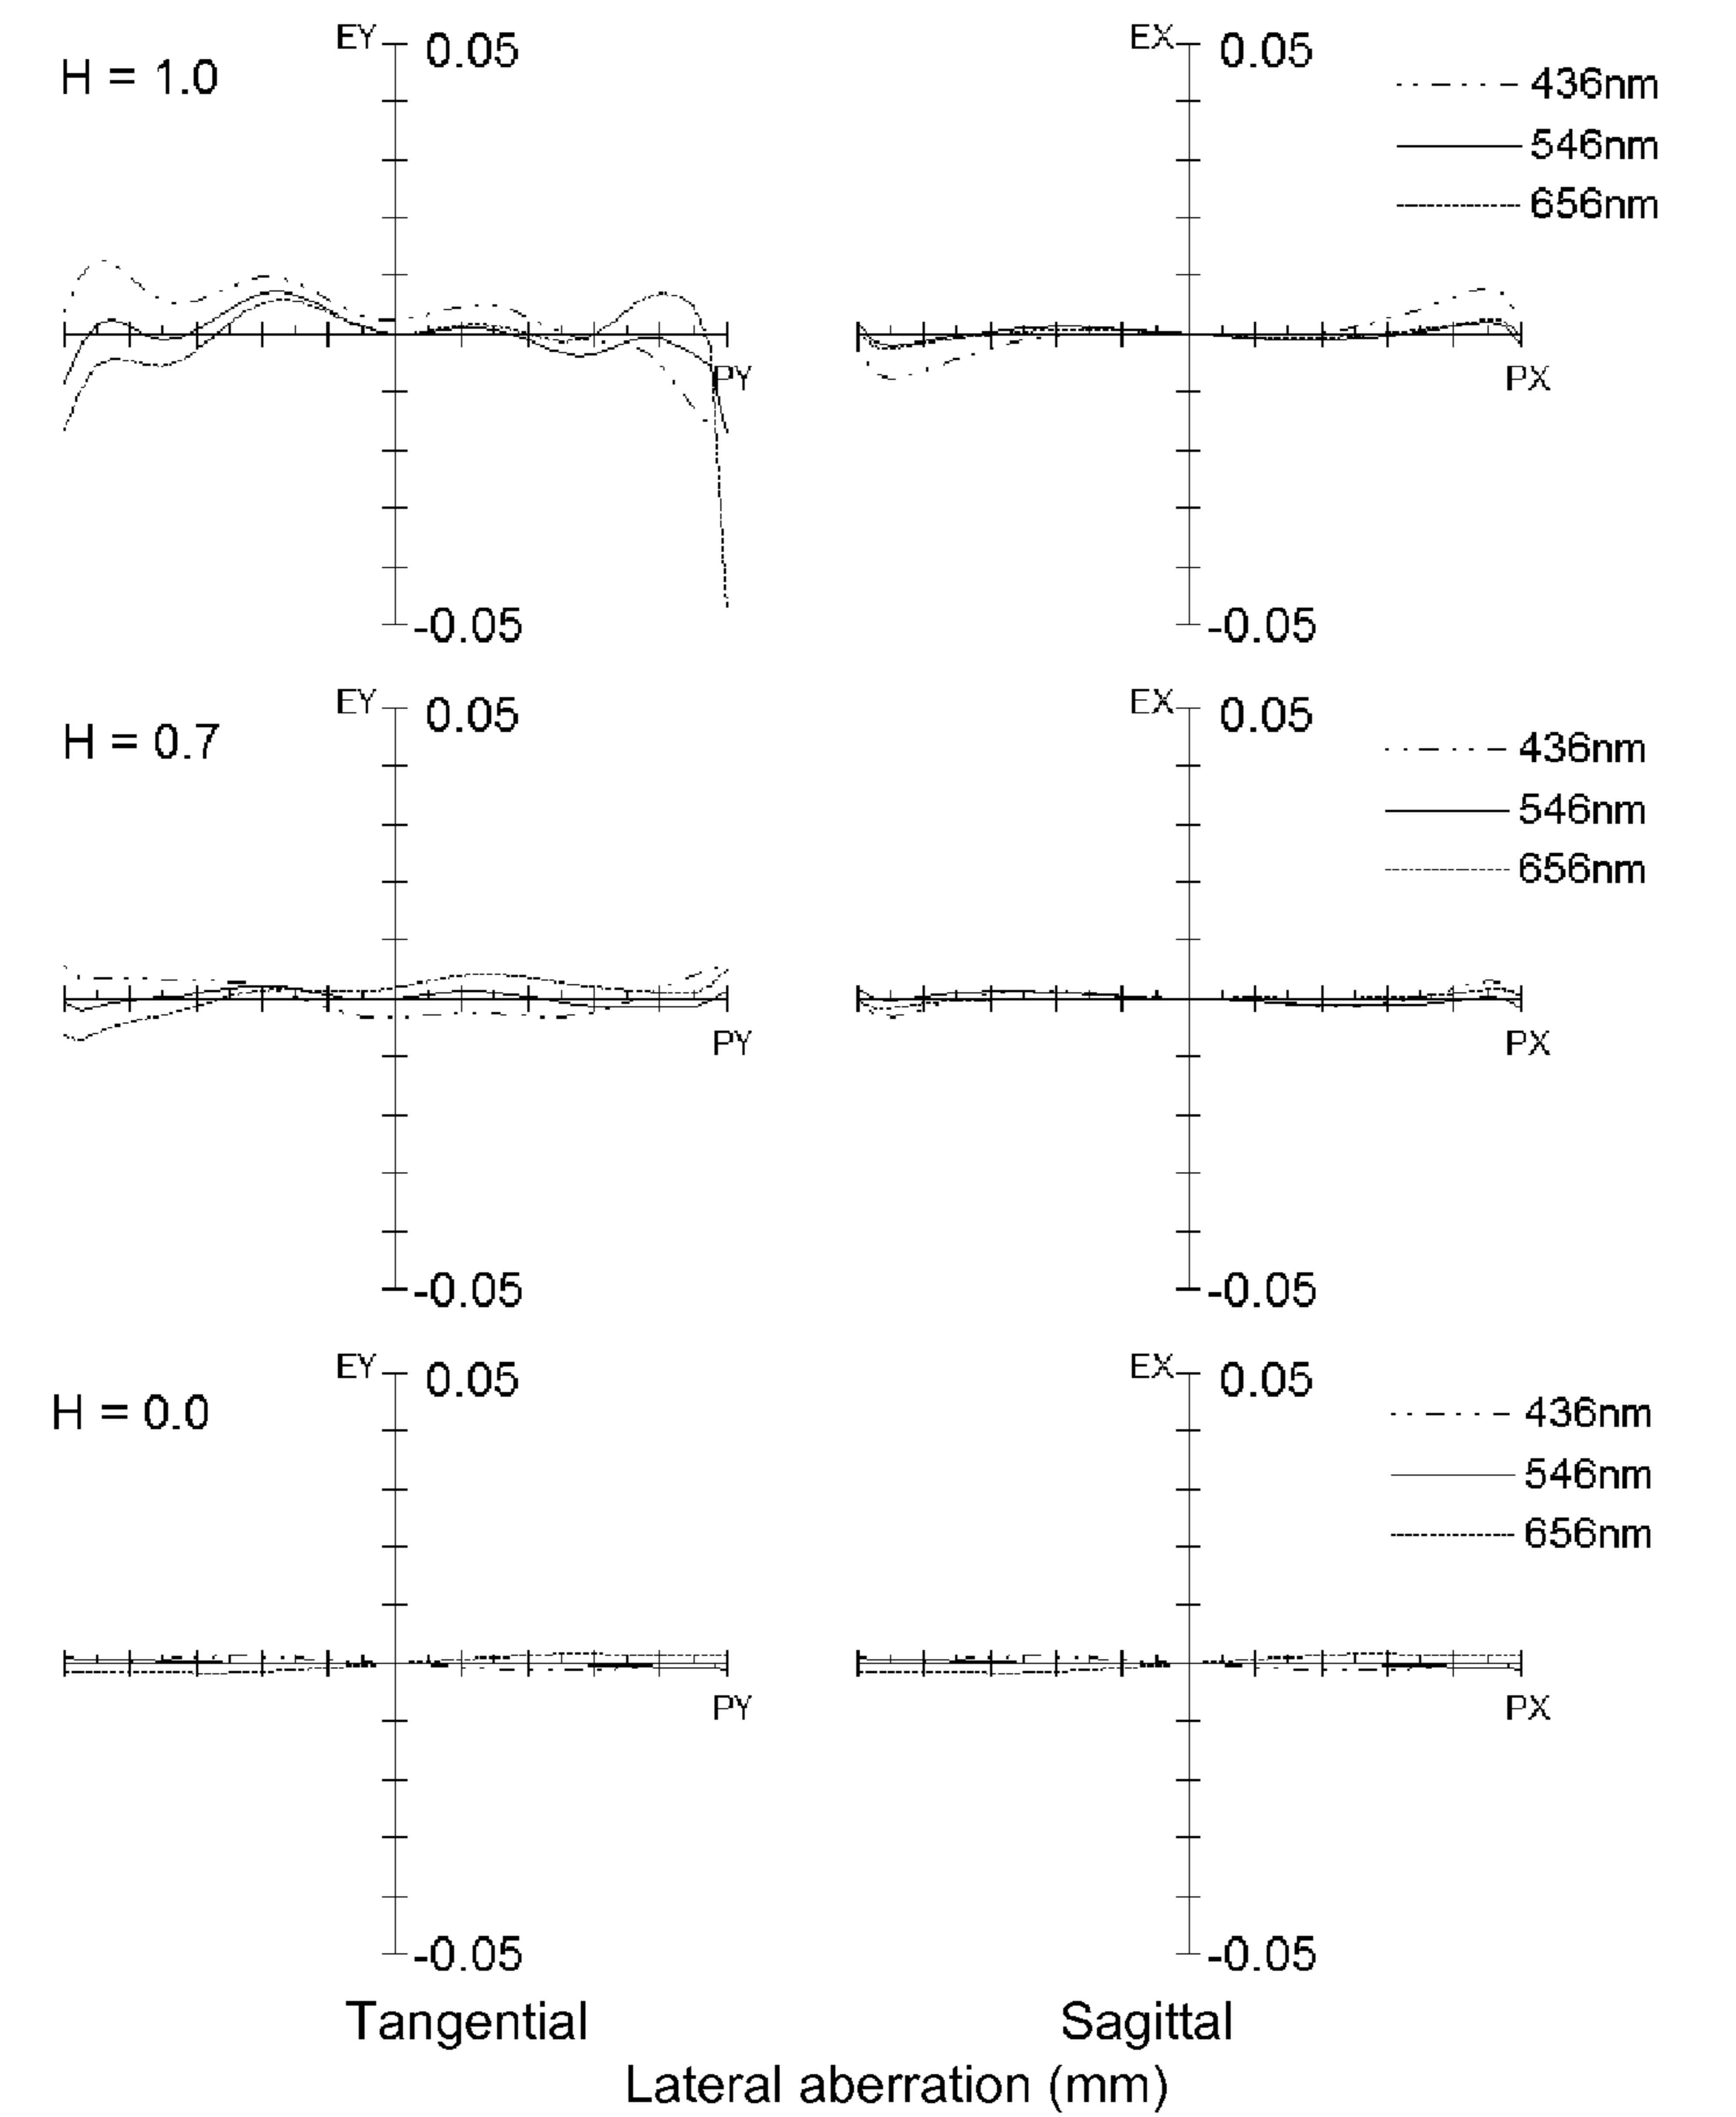 EY 0.05
EX 0.05
H = 1.0
436nm
546nm
656nm
PY
PX
-0.05
-0.05
EY 0.05
EX 0.05
H = 0.7
436nm
546nm
656nm
PY
PX
-0.05
-0.05
EY 0.05
EX 0.05
H = 0.0
436nm
546nm
656nm
PY
PX
-0.05
-0.05
Tangential
Sagittal
Lateral aberration (mm)